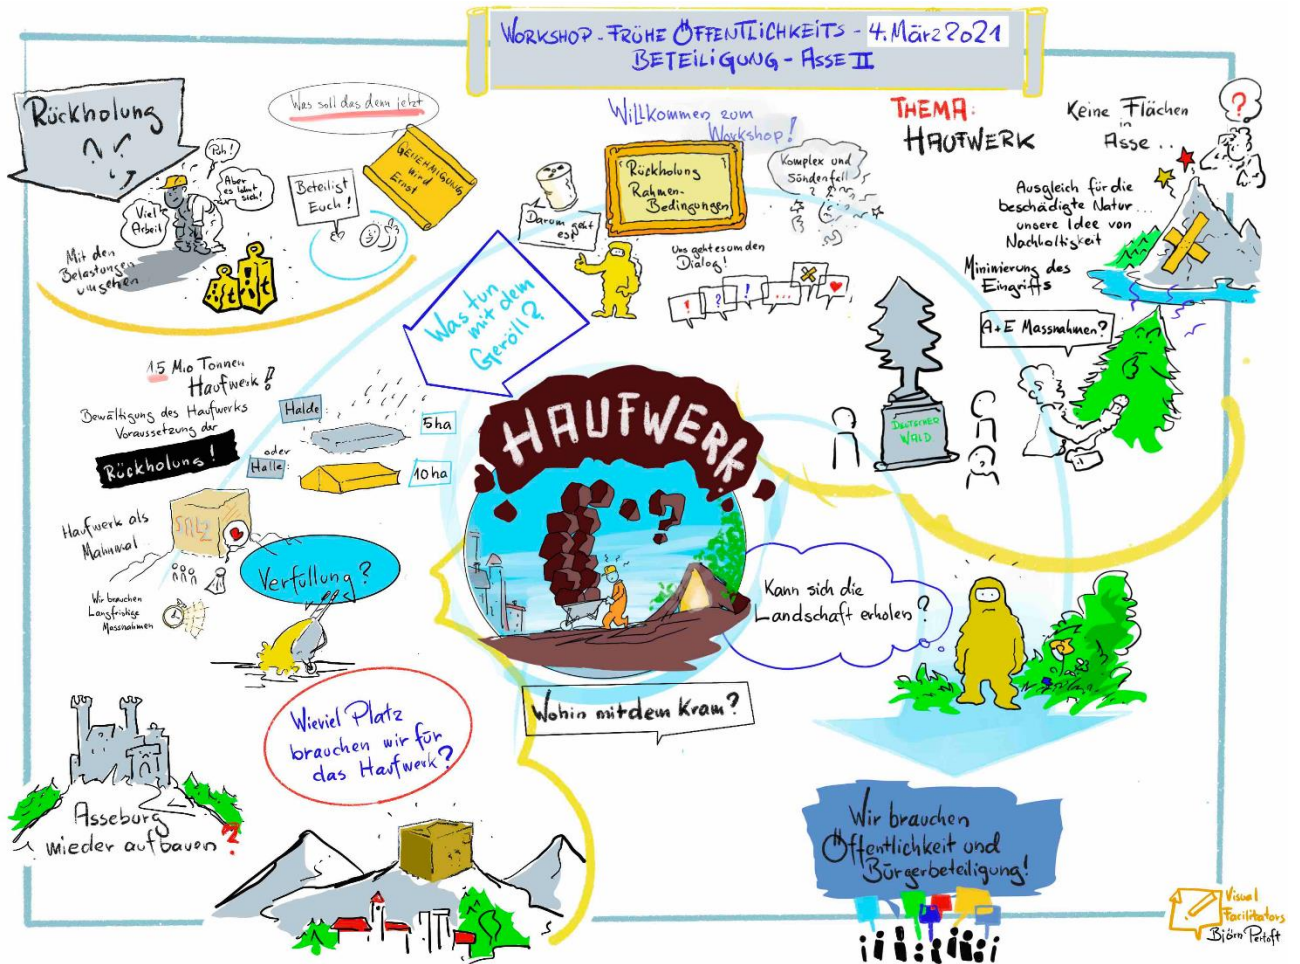 WORKSHOP - FRÜHE ÖFFENTLICHKEITS - 4. März 2021
BETEILIGUNG - ASSE II
Rückholung
Puh!
Viel
Arbeit
Aber
es lohnt
sich!
Mit den
Belastungen
umgehen
t
t
Was soll das denn jetzt
GENEHMIGUNG
wird
Ernst
Beteiligt
Euch!
Willkommen zum
Workshop!
Rückholung
Rahmen-
Bedingungen
Darum geht
es!
Komplex und
Sondenfall
Uns geht es um den
Dialog!
!
?
!
...
THEMA:
HAUFWERK
Keine Flächen
in
Asse...
?
Ausgleich für die
beschädigte Natur...
unsere Idee von
Nachholtigkeit
Minimierung des
Eingriffs
A+E Massnahmen?
DEUTSCHER
WALD
Was tun
mit dem
Geröll?
1.5 Mio Tonnen
Haufwerk!
Bewältigung des Haufwerks
Voraussetzung der
Rückholung!
Halde:
5 ha
oder
Halle:
10 ha
Haufwerk als
Mahnmal...
SALZ
Wir brauchen
Langfristige
Massnahmen
Verfüllung?
HAUFWERK
?
Kann sich die
Landschaft erholen?
Wohin mit dem Kram?
Wieviel Platz
brauchen wir für
das Haufwerk?
Asseburg
wieder aufbauen?
Wir brauchen
Öffentlichkeit und
Bürgerbeteiligung!
Visual
Facilitators
Björn Pertoft